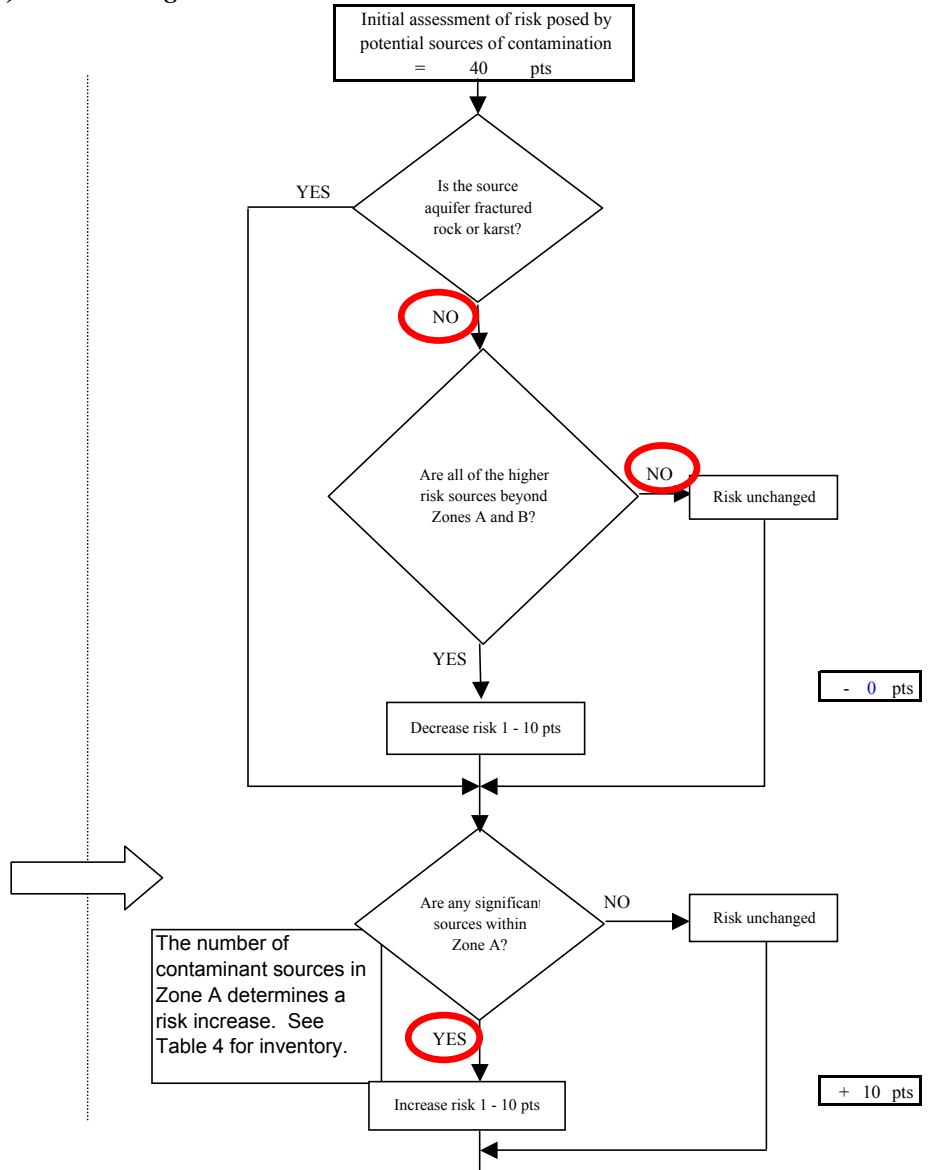 Initial assessment of risk posed by
potential sources of contamination
= 40 pts
YES
Is the source
aquifer fractured
rock or karst?
NO
Are all of the higher
risk sources beyond
Zones A and B?
NO
Risk unchanged
YES
- 0 pts
Decrease risk 1 - 10 pts
Are any significant
sources within
Zone A?
NO
Risk unchanged
The number of
contaminant sources in
Zone A determines a
risk increase. See
Table 4 for inventory.
YES
+ 10 pts
Increase risk 1 - 10 pts